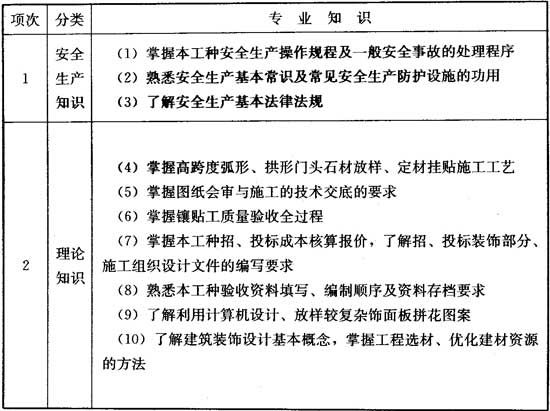 项次 分类 专业知识
1 安全生产知识 (1) 掌握本工种安全生产操作规程及一般安全事故的处理程序
(2) 熟悉安全生产基本常识及常见安全生产防护设施的功用
(3) 了解安全生产基本法律法规
2 理论知识 (4) 掌握高跨度弧形、拱形门头石材放样、定材挂贴施工工艺
(5) 掌握图纸会审与施工的技术交底的要求
(6) 掌握镶贴工质量验收全过程
(7) 掌握本工种招、投标成本核算报价，了解招、投标装饰部分、
施工组织设计文件的编写要求
(8) 熟悉本工种验收资料填写、编制顺序及资料存档要求
(9) 了解利用计算机设计、放样较复杂饰面板拼花图案
(10) 了解建筑装饰设计基本概念，掌握工程选材、优化建材资源
的方法